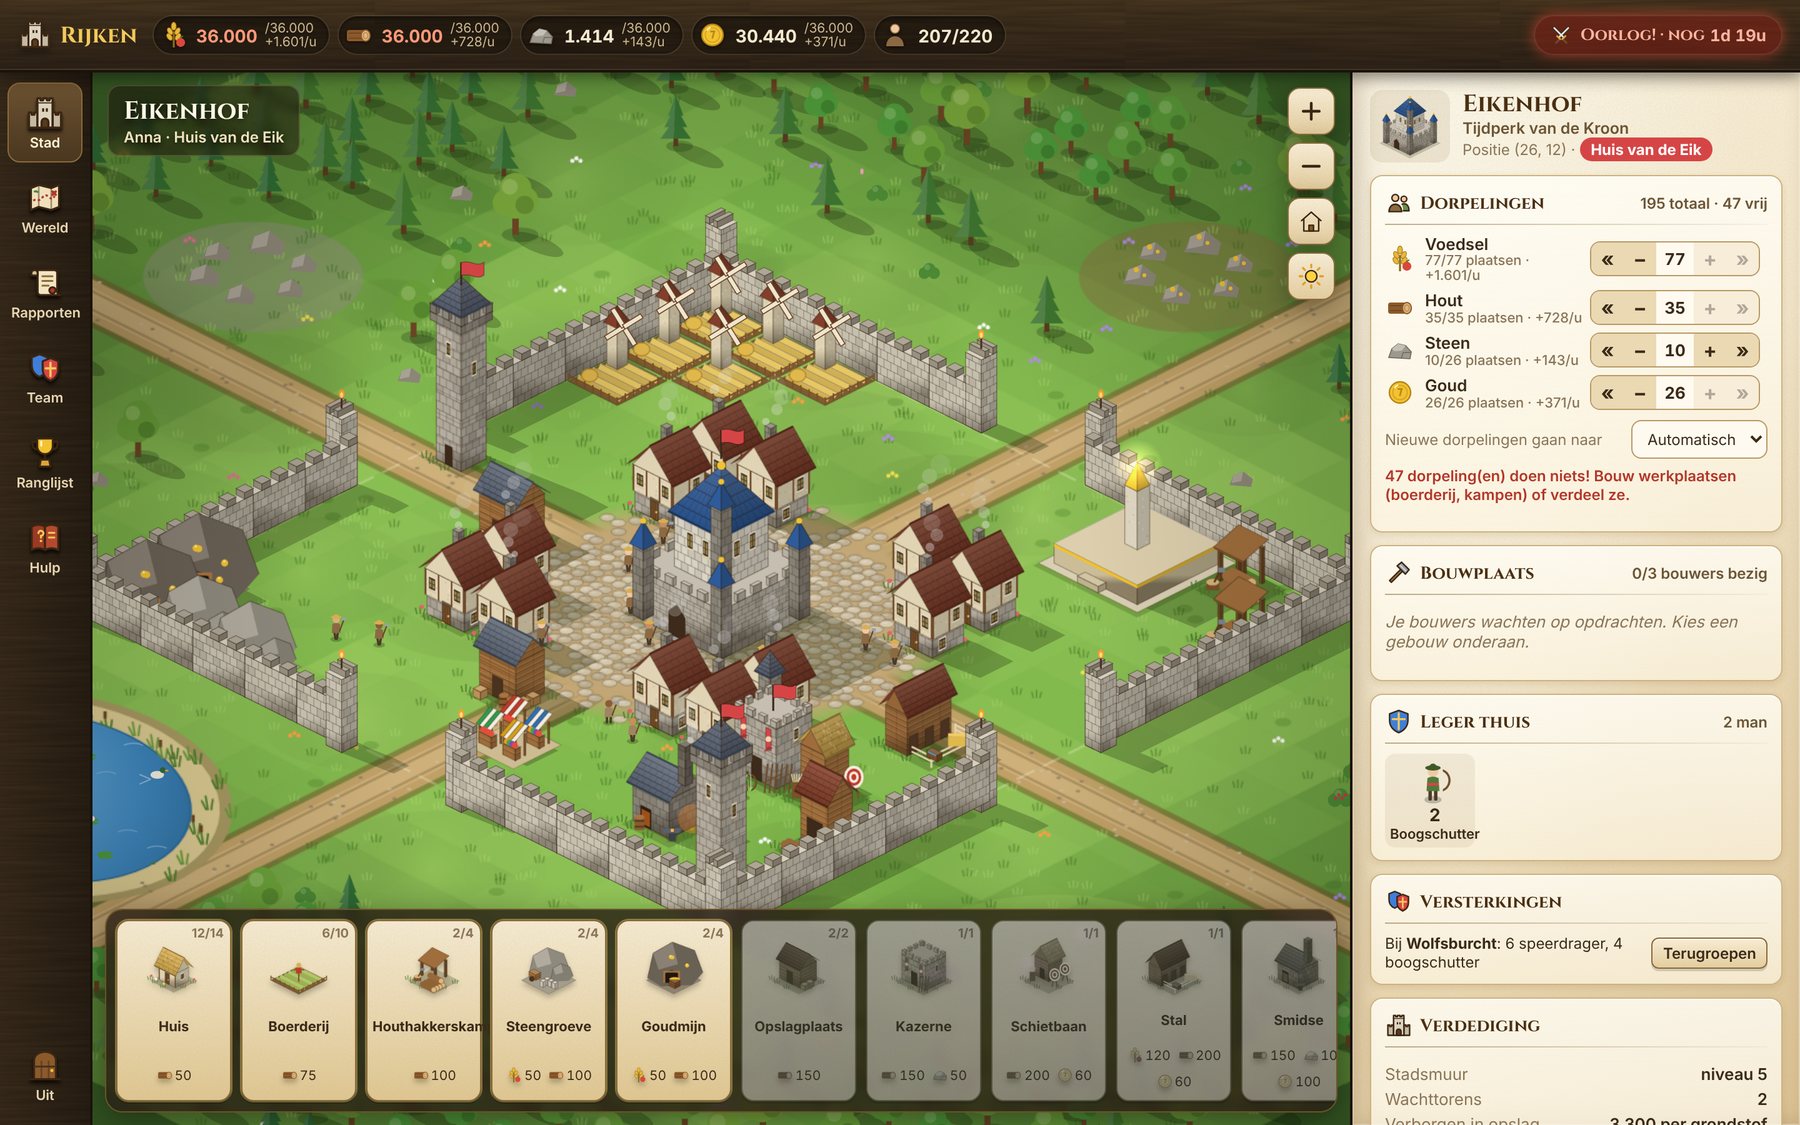 RIJKEN
36.000 /36.000 +1.601/u
36.000 /36.000 +728/u
1.414 /36.000 +143/u
30.440 /36.000 +371/u
207/220
OORLOG! · NOG 1d 19u
Stad
Wereld
Rapporten
Team
Ranglijst
Hulp
Uit
EIKENHOF
Anna · Huis van de Eik
+
−
EIKENHOF
Tijdperk van de Kroon
Positie (26, 12) · Huis van de Eik
DORPELINGEN 195 totaal · 47 vrij
Voedsel
77/77 plaatsen ·
+1.601/u
« − 77 + »
Hout
35/35 plaatsen · +728/u
« − 35 + »
Steen
10/26 plaatsen · +143/u
« − 10 + »
Goud
26/26 plaatsen · +371/u
« − 26 + »
Nieuwe dorpelingen gaan naar Automatisch
47 dorpeling(en) doen niets! Bouw werkplaatsen
(boerderij, kampen) of verdeel ze.
BOUWPLAATS 0/3 bouwers bezig
Je bouwers wachten op opdrachten. Kies een
gebouw onderaan.
LEGER THUIS 2 man
2
Boogschutter
VERSTERKINGEN
Bij Wolfsburcht: 6 speerdrager, 4
boogschutter
Terugroepen
VERDEDIGING
Stadsmuur niveau 5
Wachttorens 2
Verborgen in opslag 3.300 per grondstof
12/14
Huis
50
6/10
Boerderij
75
2/4
Houthakkerskam
100
2/4
Steengroeve
50 100
2/4
Goudmijn
50 100
2/2
Opslagplaats
150
1/1
Kazerne
150 50
1/1
Schietbaan
200 60
1/1
Stal
120 200
60
Smidse
150 10
100